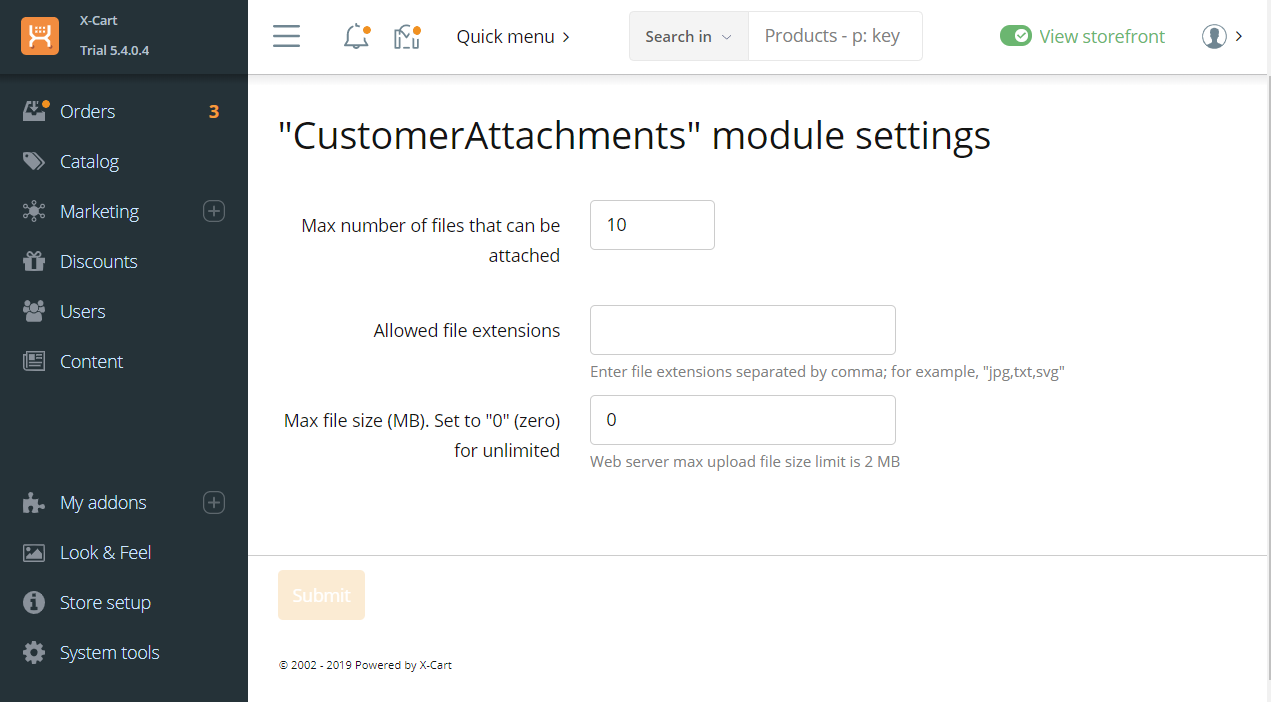 X-Cart
Trial 5.4.0.4
Quick menu
Search in
Products - p: key
View storefront
Orders 3
Catalog
Marketing
Discounts
Users
Content
My addons
Look & Feel
Store setup
System tools
"CustomerAttachments" module settings
Max number of files that can be
attached
10
Allowed file extensions
Enter file extensions separated by comma; for example, "jpg,txt,svg"
Max file size (MB). Set to "0" (zero)
for unlimited
0
Web server max upload file size limit is 2 MB
Submit
© 2002 - 2019 Powered by X-Cart